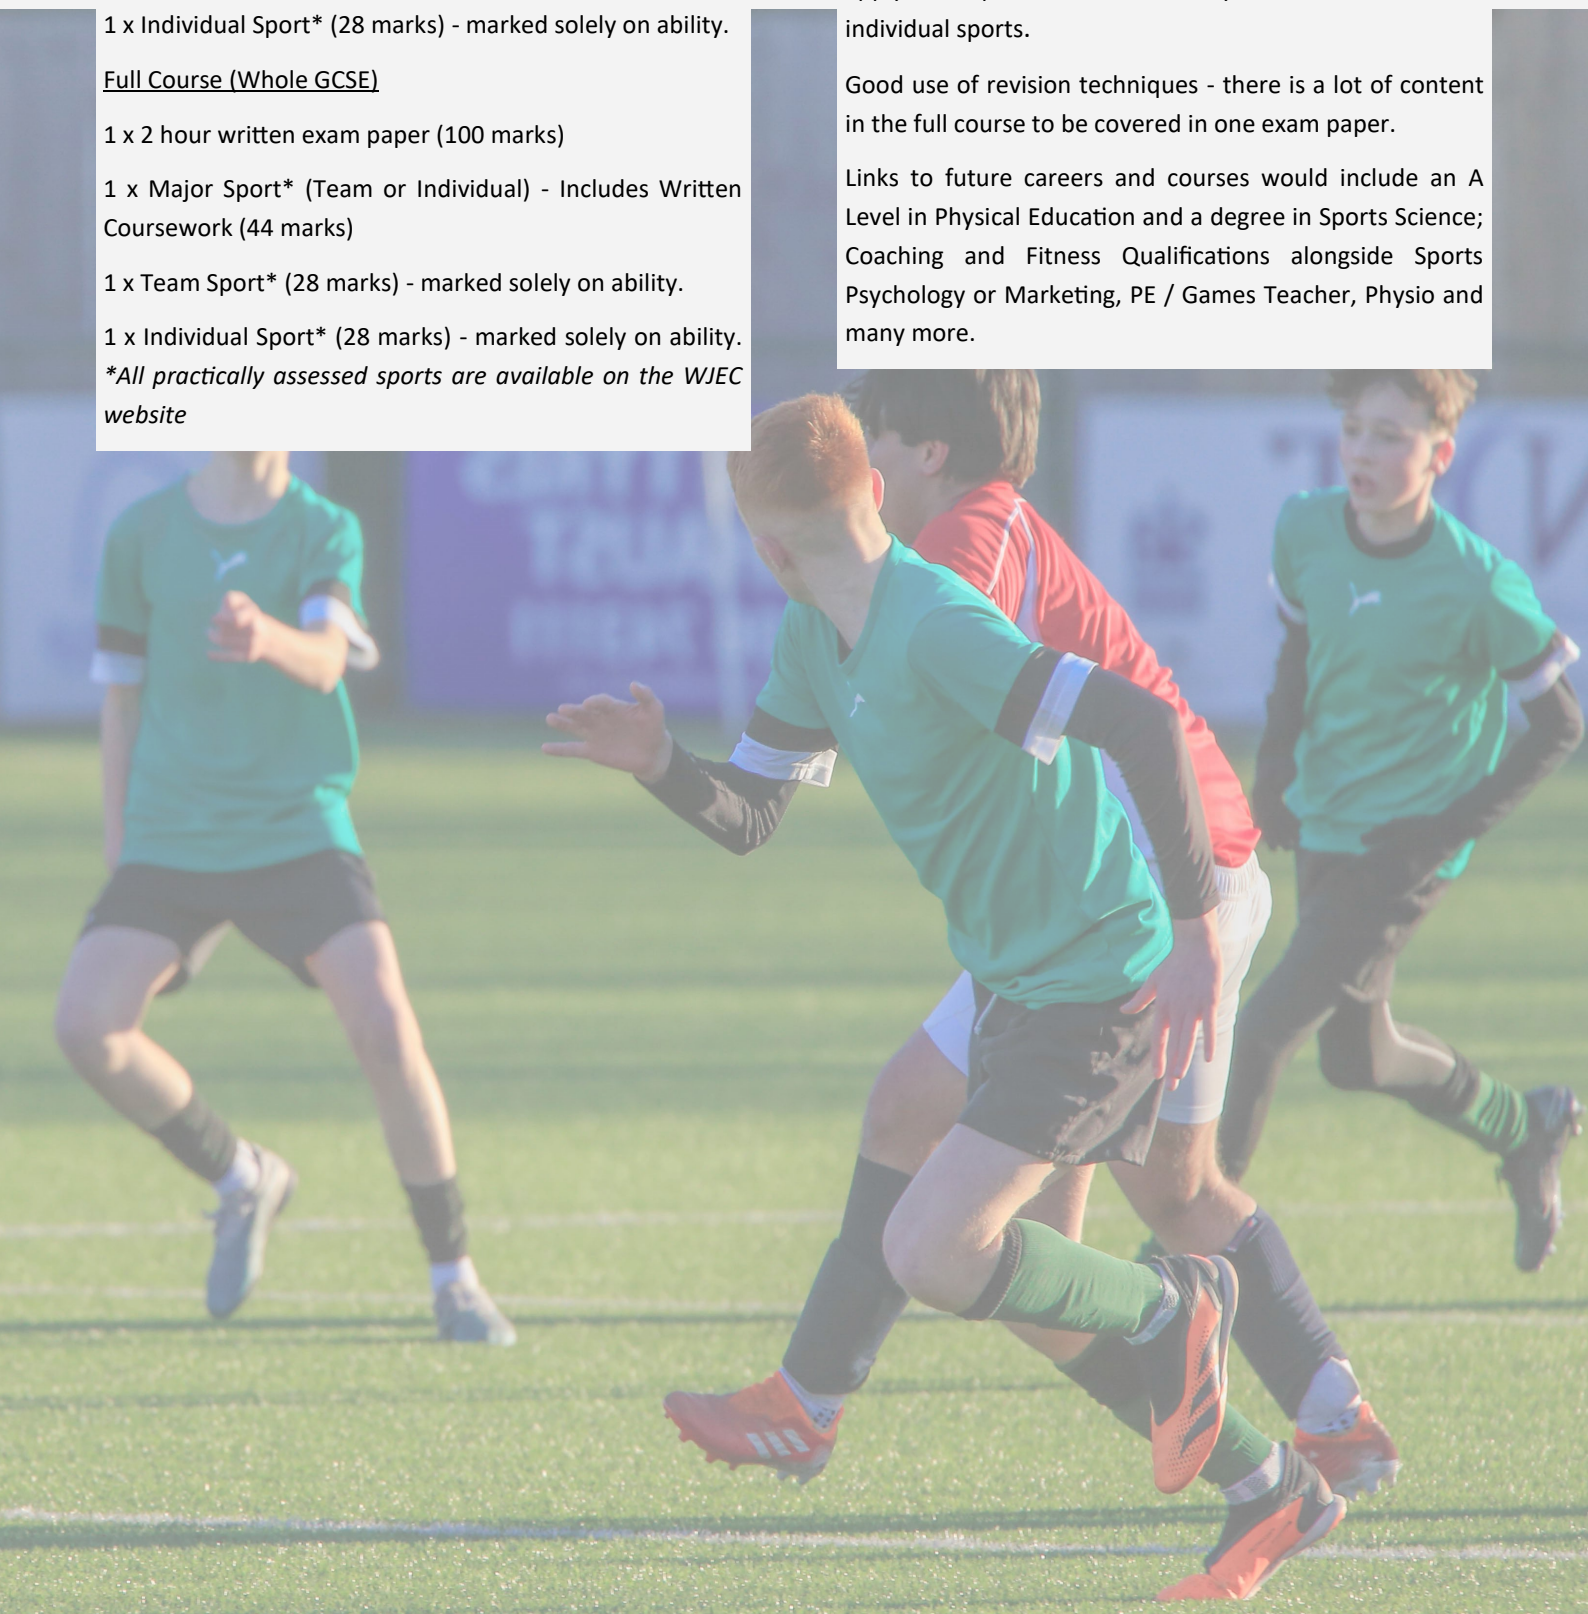 1 x Individual Sport* (28 marks) - marked solely on ability.
Full Course (Whole GCSE)
1 x 2 hour written exam paper (100 marks)
1 x Major Sport* (Team or Individual) - Includes Written
Coursework (44 marks)
1 x Team Sport* (28 marks) - marked solely on ability.
1 x Individual Sport* (28 marks) - marked solely on ability.
*All practically assessed sports are available on the WJEC
website
individual sports.
Good use of revision techniques - there is a lot of content
in the full course to be covered in one exam paper.
Links to future careers and courses would include an A
Level in Physical Education and a degree in Sports Science;
Coaching and Fitness Qualifications alongside Sports
Psychology or Marketing, PE / Games Teacher, Physio and
many more.